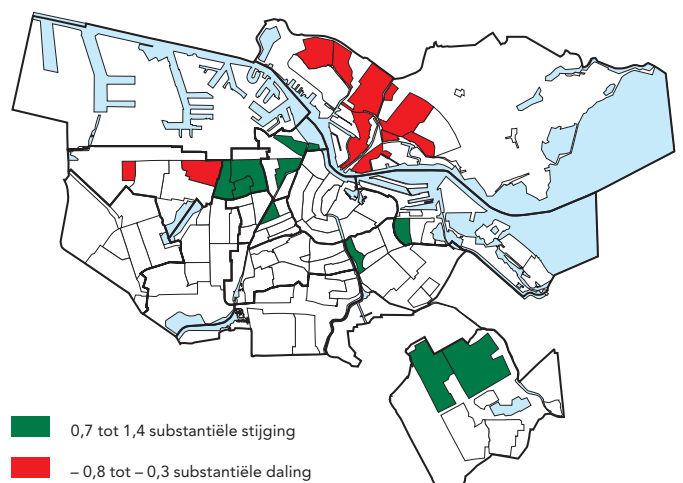 0,7 tot 1,4 substantiële stijging
– 0,8 tot – 0,3 substantiële daling